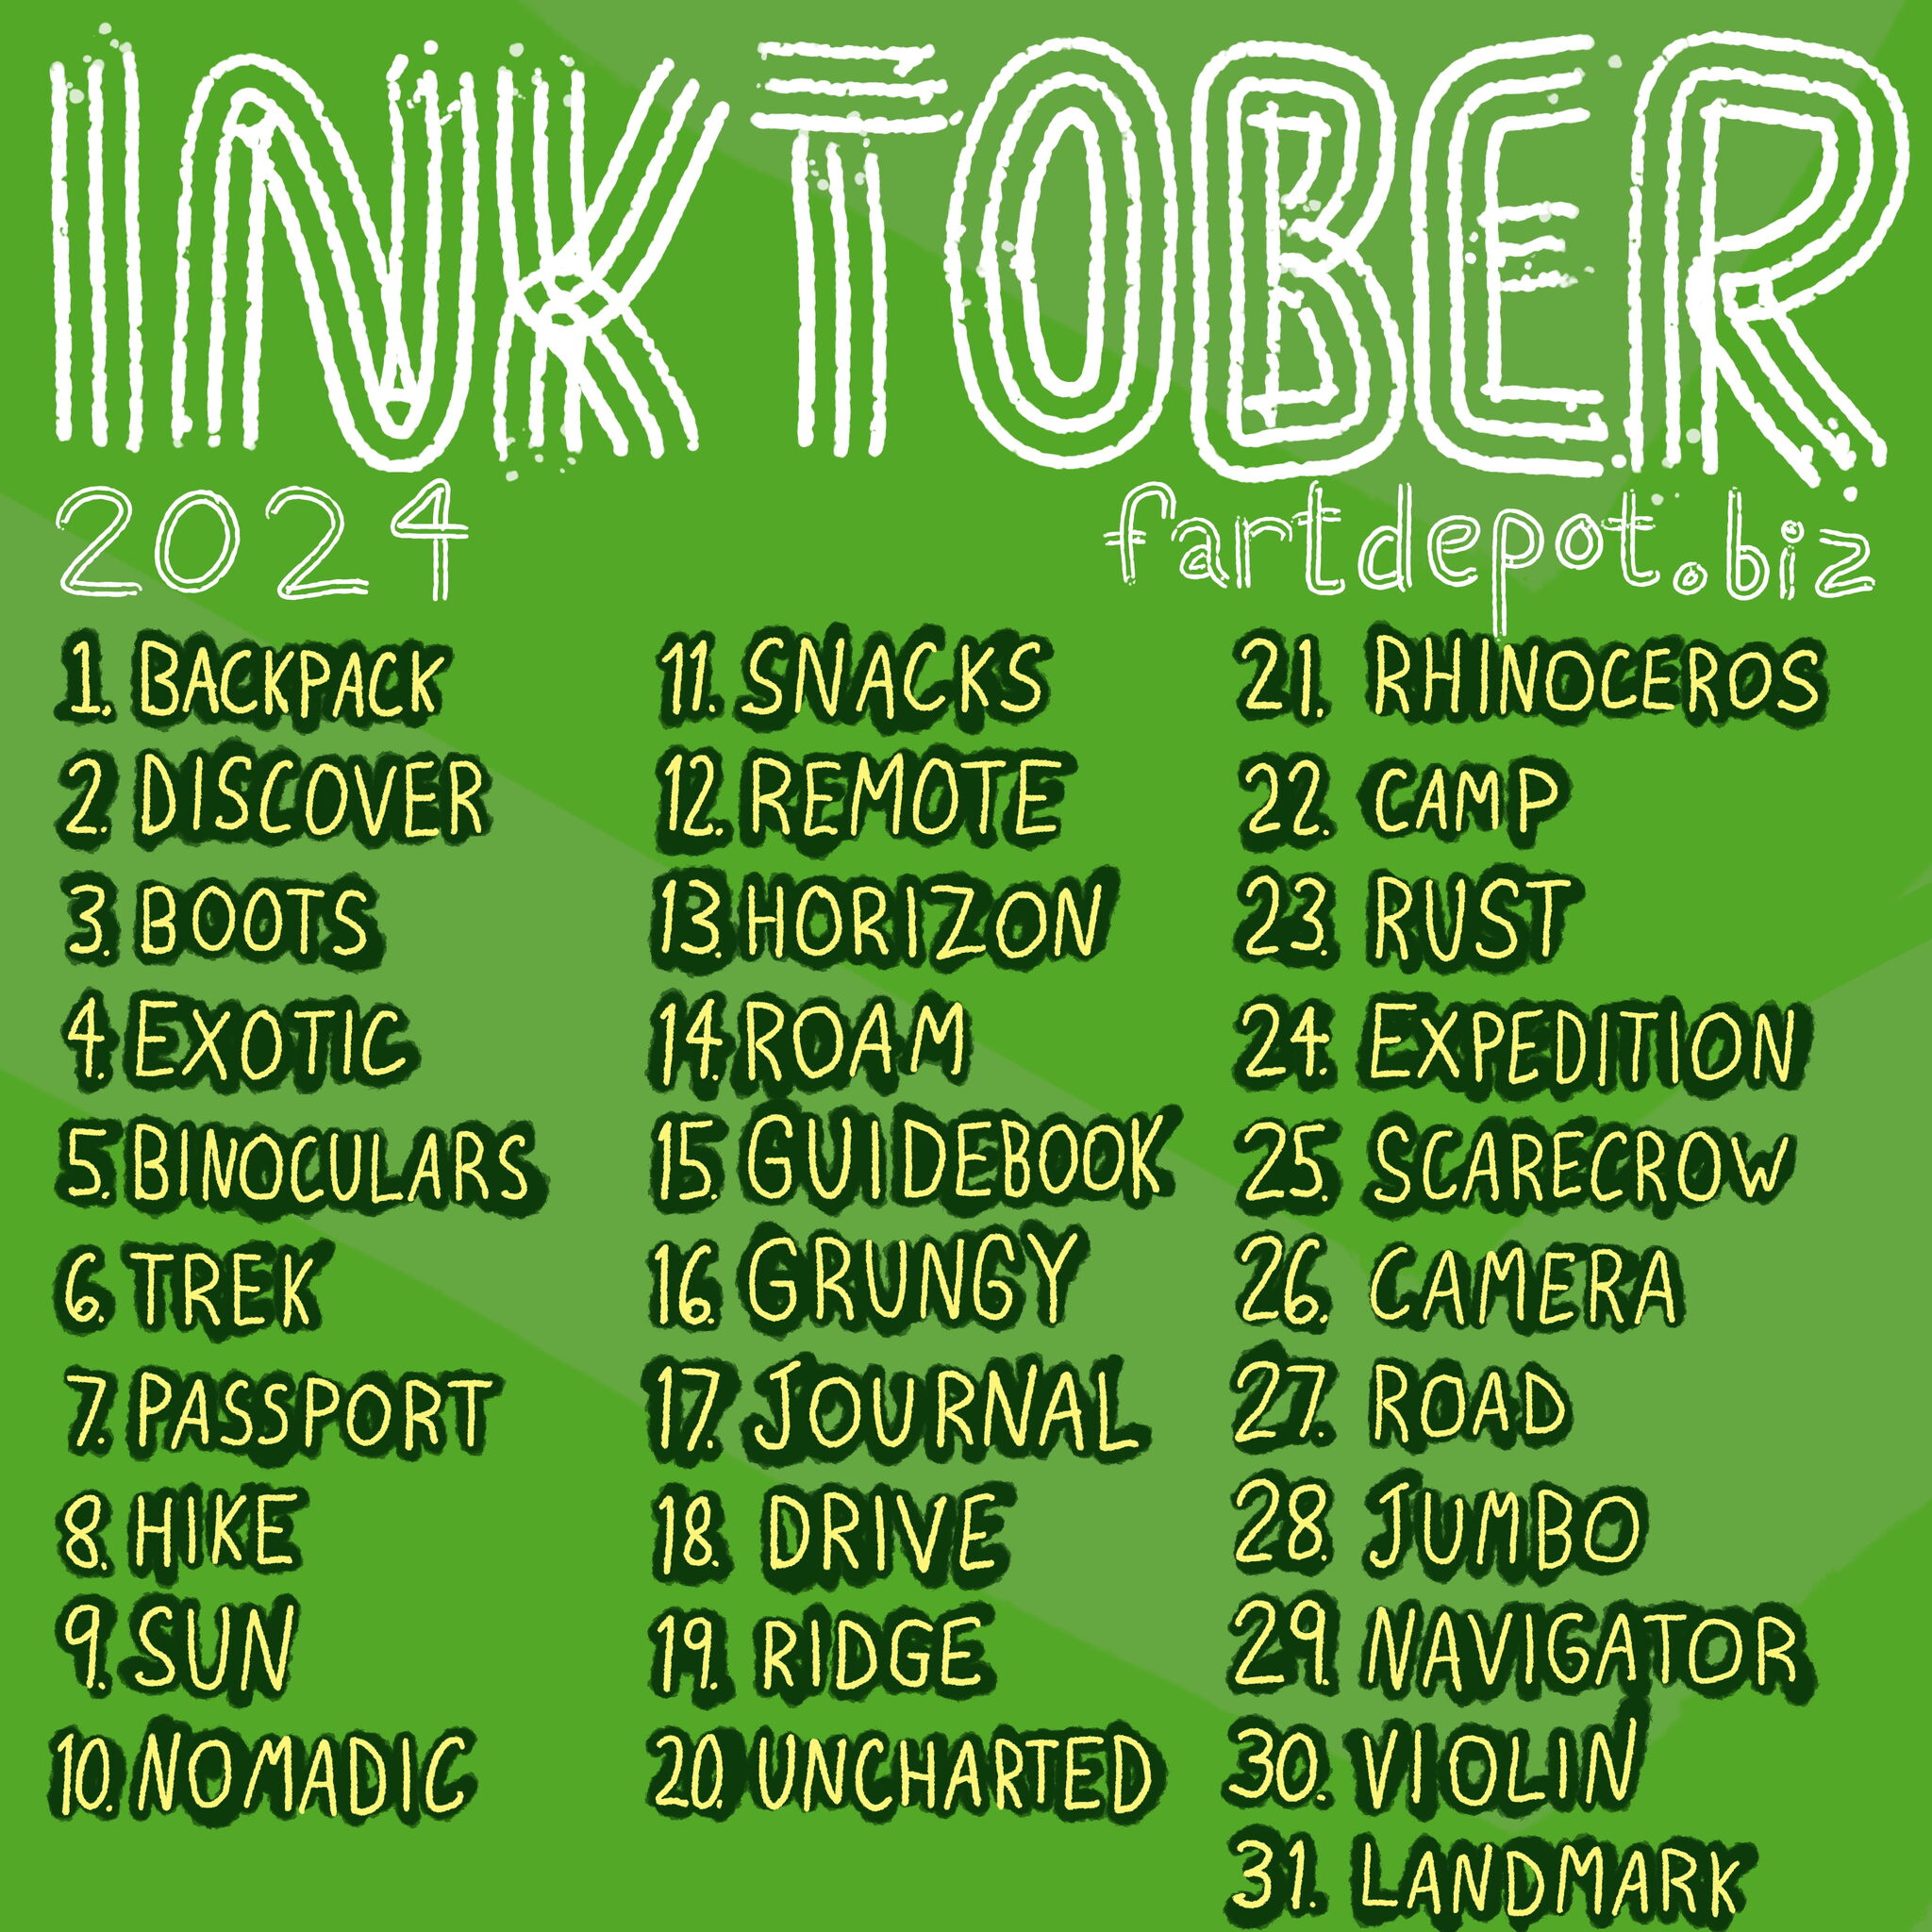 INKTOBER
2024
fartdepot.biz
1. BACKPACK
2. DISCOVER
3. BOOTS
4. EXOTIC
5. BINOCULARS
6. TREK
7. PASSPORT
8. HIKE
9. SUN
10. NOMADIC
11. SNACKS
12. REMOTE
13. HORIZON
14. ROAM
15. GUIDEBOOK
16. GRUNGY
17. JOURNAL
18. DRIVE
19. RIDGE
20. UNCHARTED
21. RHINOCEROS
22. CAMP
23. RUST
24. EXPEDITION
25. SCARECROW
26. CAMERA
27. ROAD
28. JUMBO
29. NAVIGATOR
30. VIOLIN
31. LANDMARK